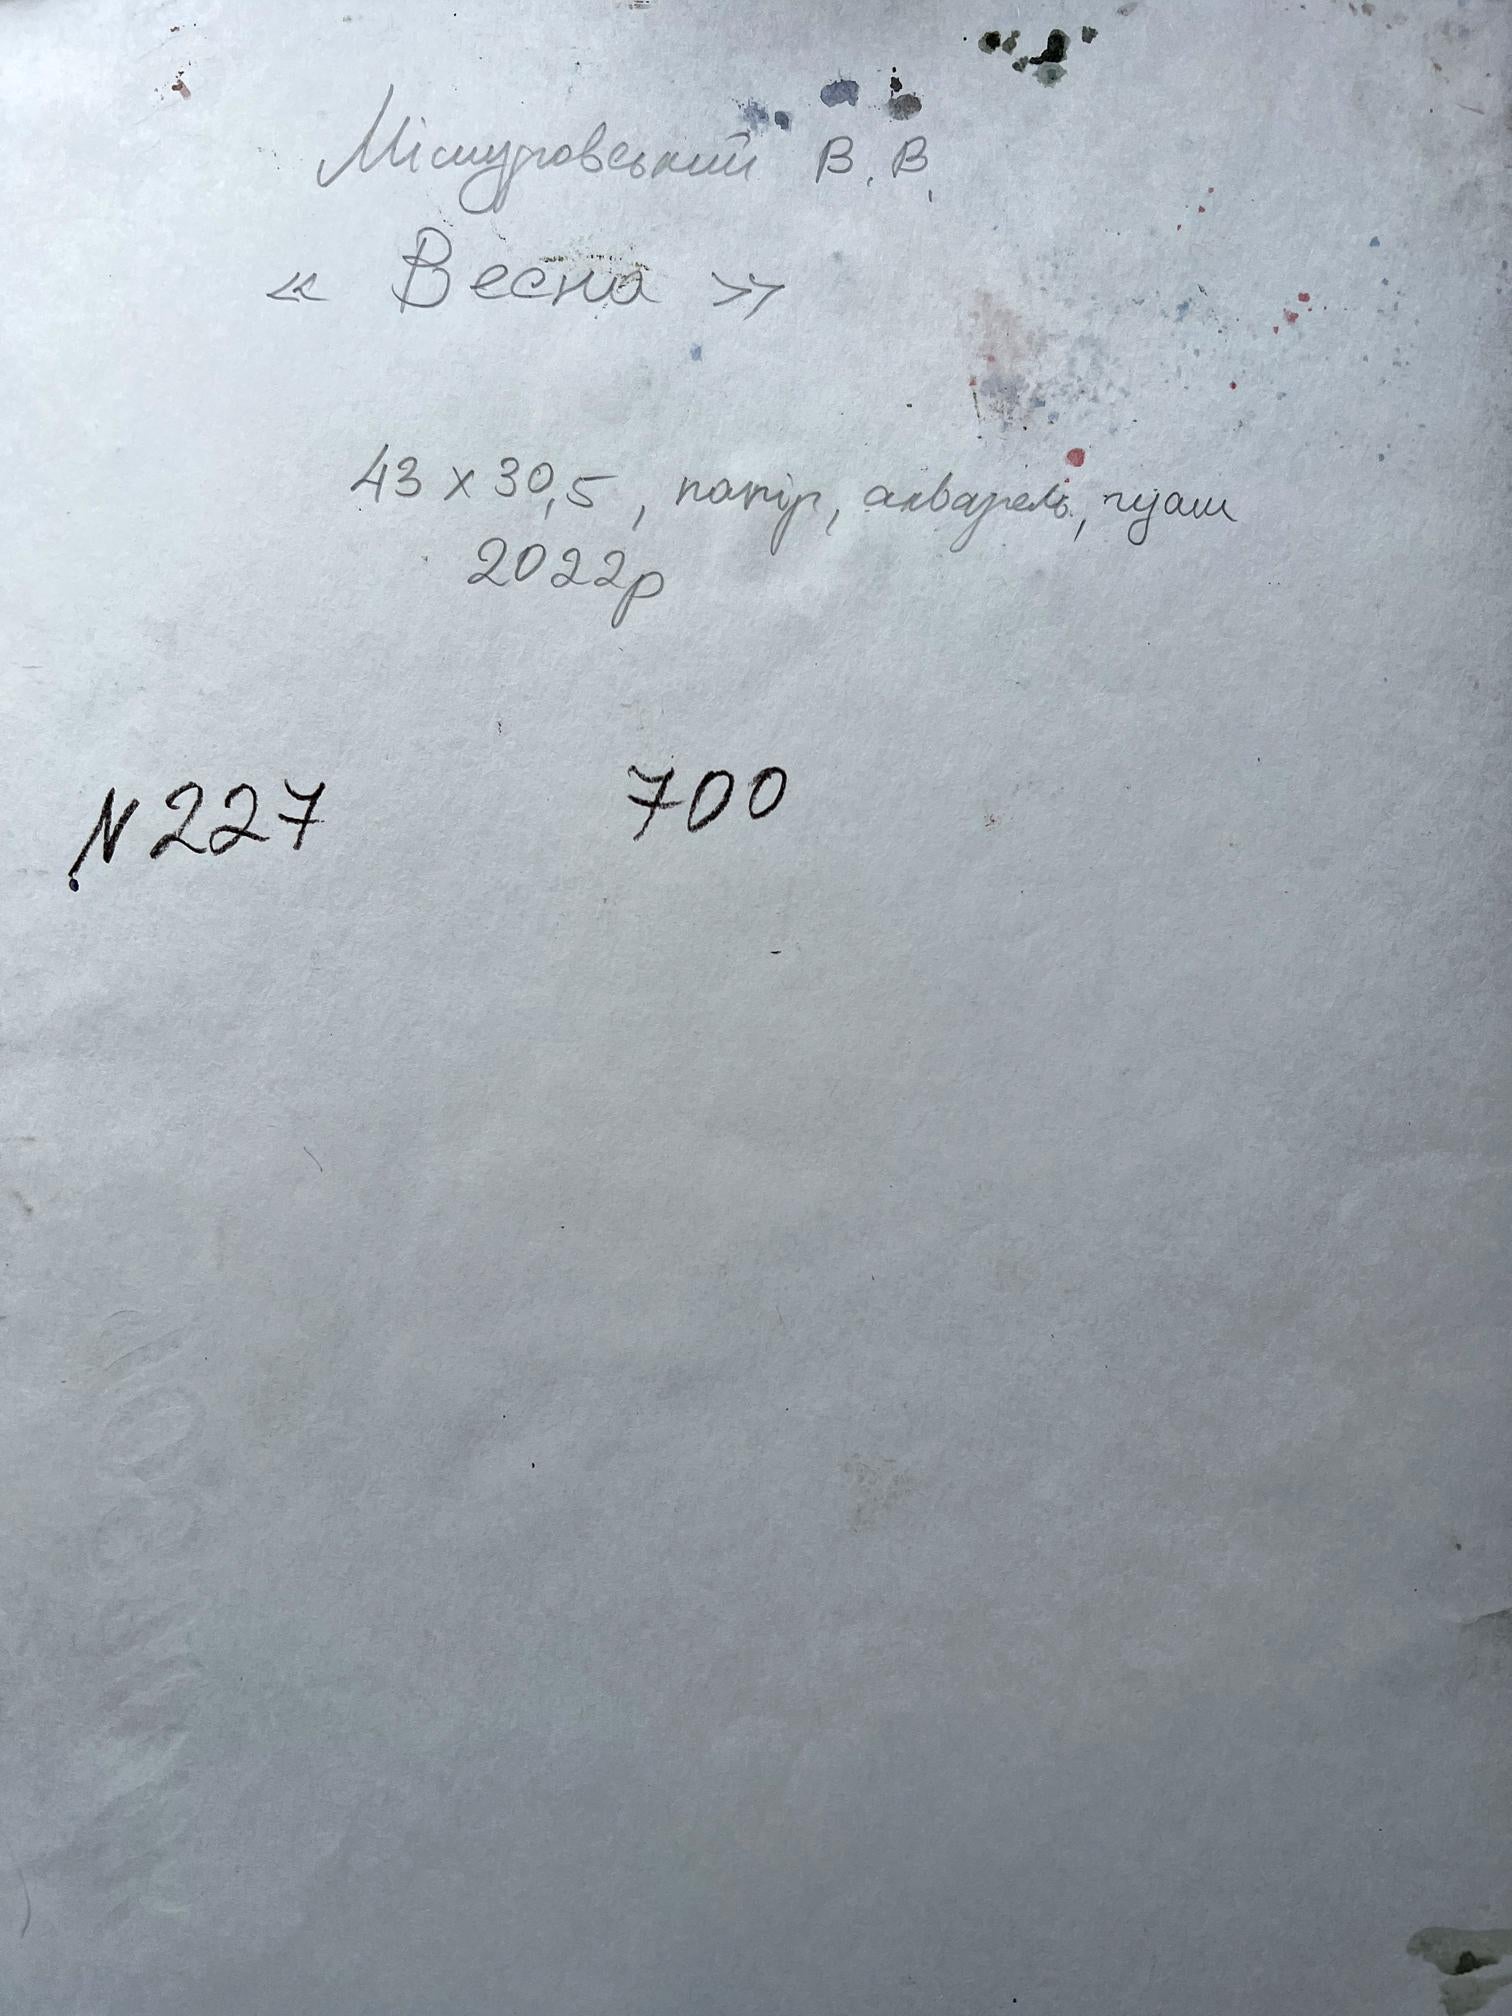 Місцуровський В. В,
« Весна »
43 х 30,5, папір, акварель, гуаш
2022р
N 227 700